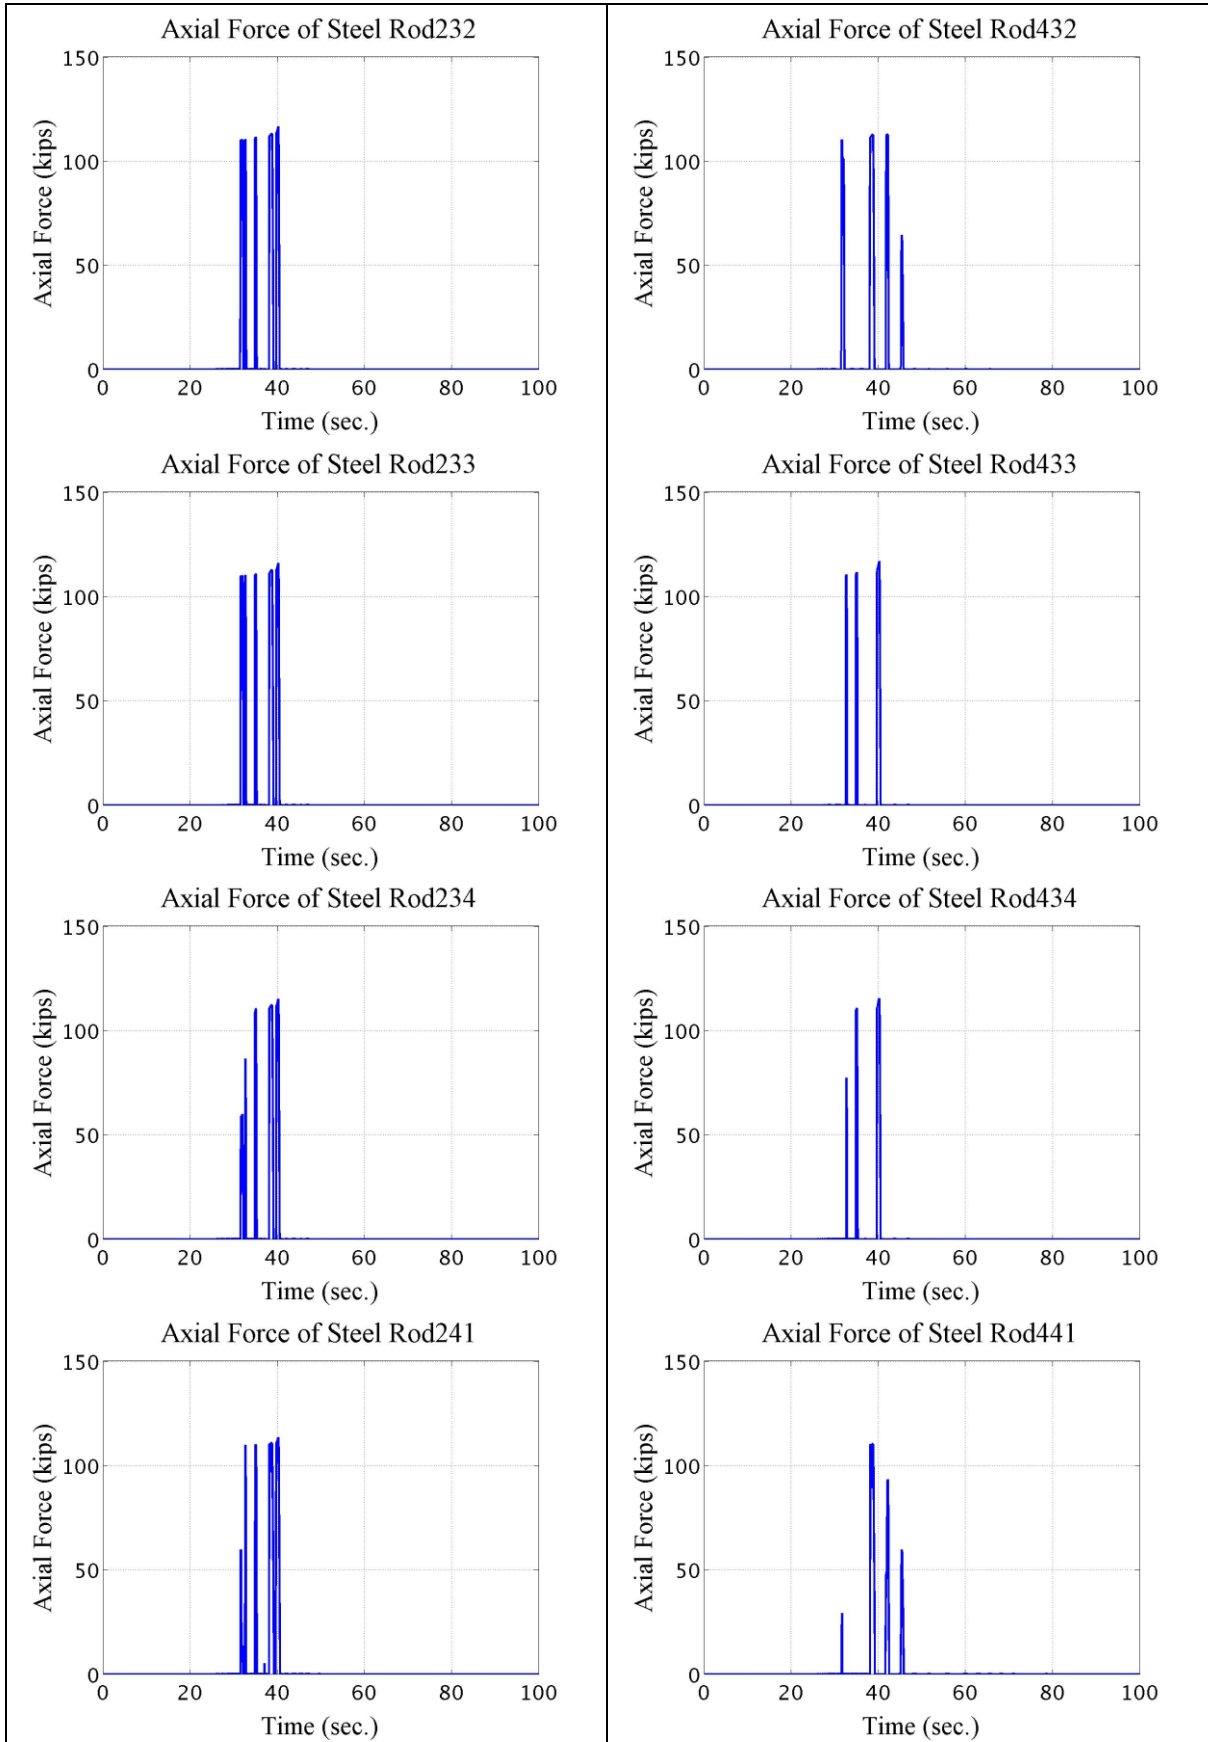 Axial Force of Steel Rod232
150
100
50
0
0 20 40 60 80 100
Axial Force (kips)
Time (sec.)
Axial Force of Steel Rod432
150
100
50
0
0 20 40 60 80 100
Axial Force (kips)
Time (sec.)
Axial Force of Steel Rod233
150
100
50
0
0 20 40 60 80 100
Axial Force (kips)
Time (sec.)
Axial Force of Steel Rod433
150
100
50
0
0 20 40 60 80 100
Axial Force (kips)
Time (sec.)
Axial Force of Steel Rod234
150
100
50
0
0 20 40 60 80 100
Axial Force (kips)
Time (sec.)
Axial Force of Steel Rod434
150
100
50
0
0 20 40 60 80 100
Axial Force (kips)
Time (sec.)
Axial Force of Steel Rod241
150
100
50
0
0 20 40 60 80 100
Axial Force (kips)
Time (sec.)
Axial Force of Steel Rod441
150
100
50
0
0 20 40 60 80 100
Axial Force (kips)
Time (sec.)